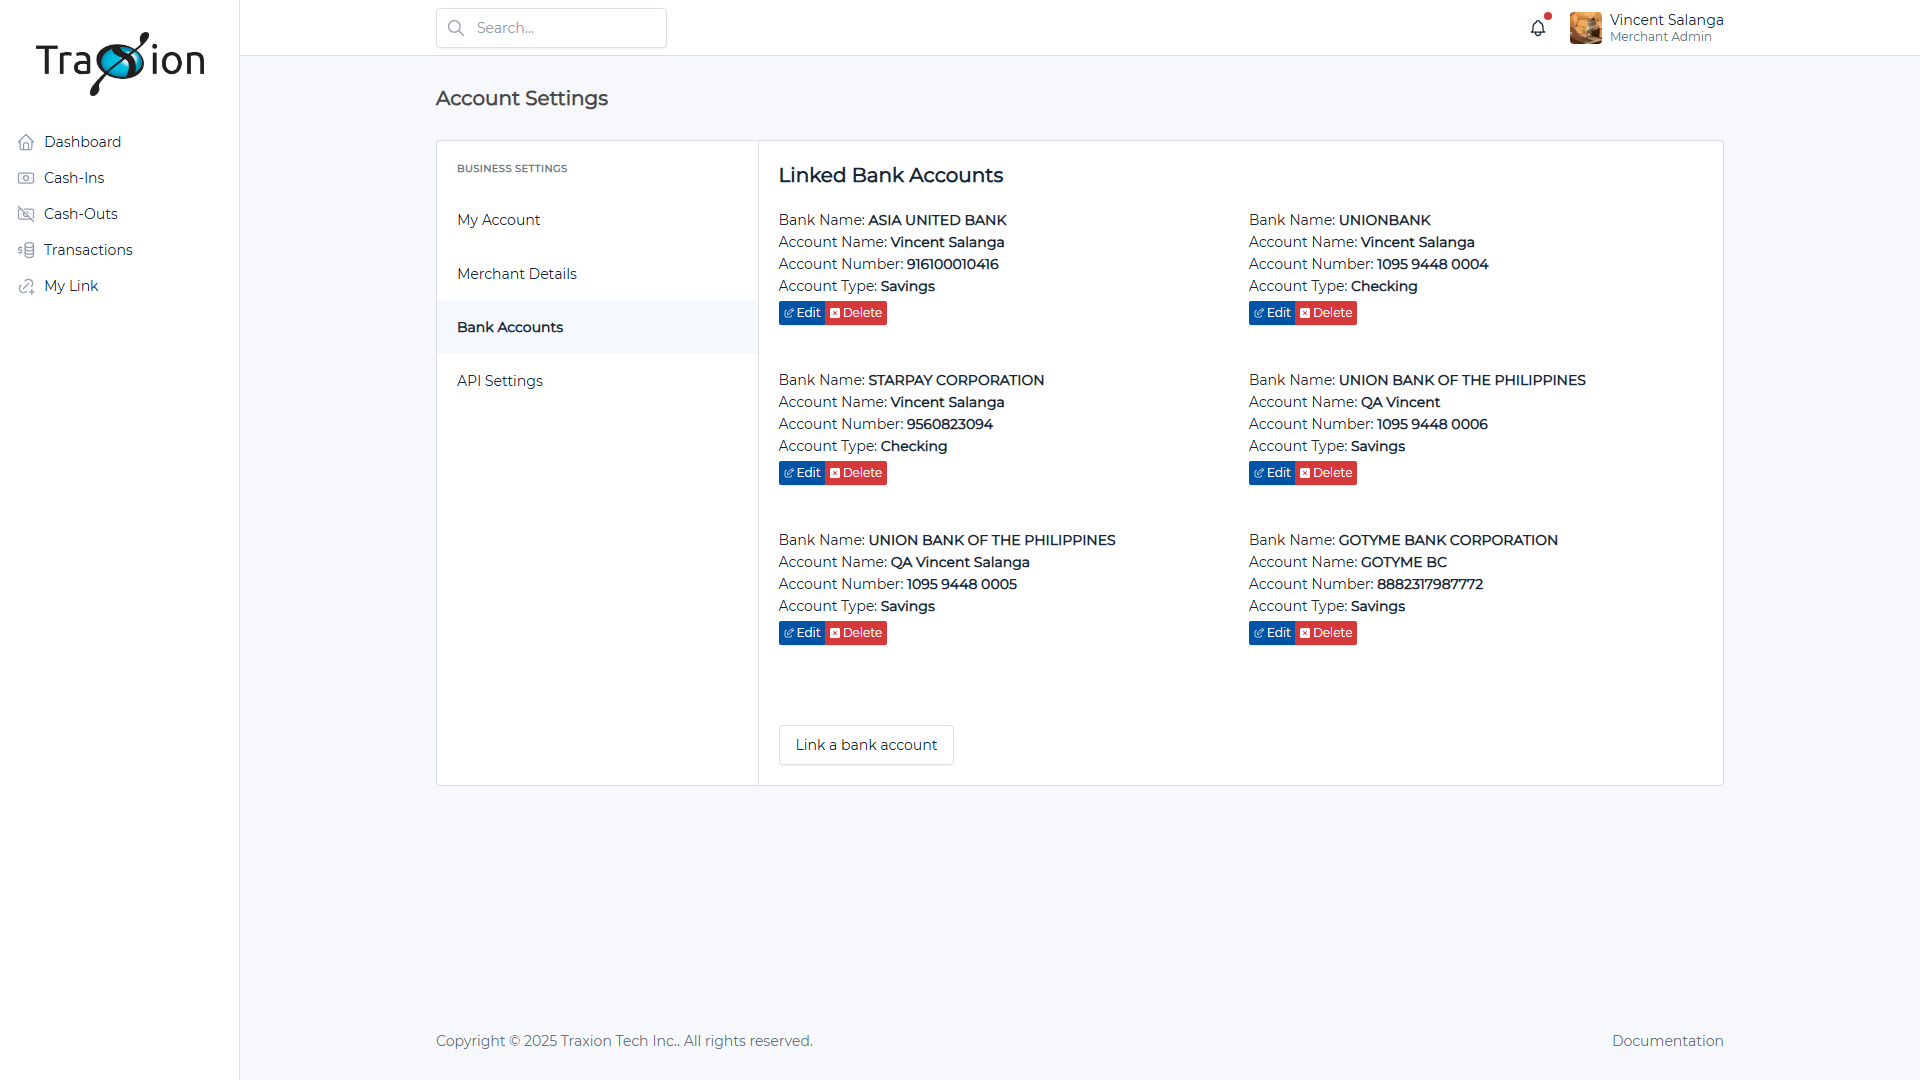 Traxion
Search...
Vincent Salanga
Merchant Admin
Dashboard
Cash-Ins
Cash-Outs
Transactions
My Link
Account Settings
BUSINESS SETTINGS
My Account
Merchant Details
Bank Accounts
API Settings
Linked Bank Accounts
Bank Name: ASIA UNITED BANK
Account Name: Vincent Salanga
Account Number: 916100010416
Account Type: Savings
Edit Delete
Bank Name: UNIONBANK
Account Name: Vincent Salanga
Account Number: 1095 9448 0004
Account Type: Checking
Edit Delete
Bank Name: STARPAY CORPORATION
Account Name: Vincent Salanga
Account Number: 9560823094
Account Type: Checking
Edit Delete
Bank Name: UNION BANK OF THE PHILIPPINES
Account Name: QA Vincent
Account Number: 1095 9448 0006
Account Type: Savings
Edit Delete
Bank Name: UNION BANK OF THE PHILIPPINES
Account Name: QA Vincent Salanga
Account Number: 1095 9448 0005
Account Type: Savings
Edit Delete
Bank Name: GOTYME BANK CORPORATION
Account Name: GOTYME BC
Account Number: 8882317987772
Account Type: Savings
Edit Delete
Link a bank account
Copyright © 2025 Traxion Tech Inc.. All rights reserved.
Documentation